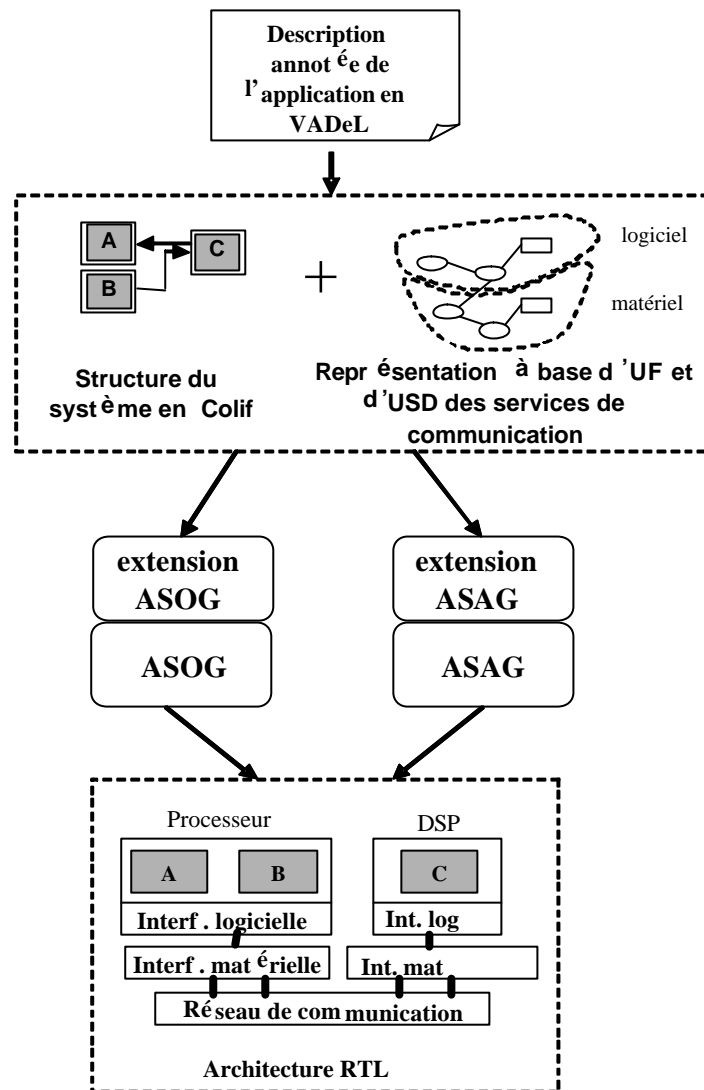 Description
annotée de
l'application en
VADeL
A
C
B
+
logiciel
matériel
Structure du
système en Colif
Représentation à base d'UF et
d'USD des services de
communication
extension
ASOG
extension
ASAG
ASOG
ASAG
Processeur
DSP
A
B
C
Interf. logicielle
Int. log
Interf. matérielle
Int. mat
Réseau de communication
Architecture RTL